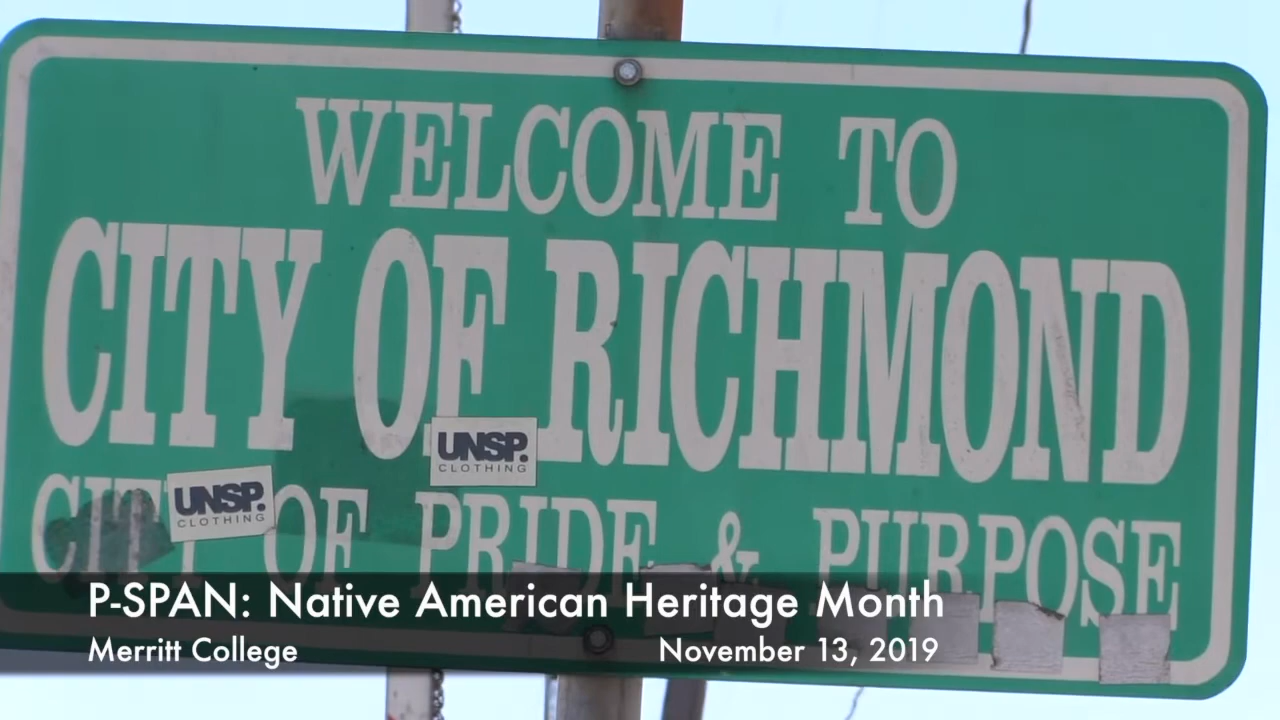 WELCOME TO
CITY OF RICHMOND
UNSP.
CLOTHING
UNSP.
CLOTHING
CITY OF PRIDE & PURPOSE
P-SPAN: Native American Heritage Month
Merritt College
November 13, 2019